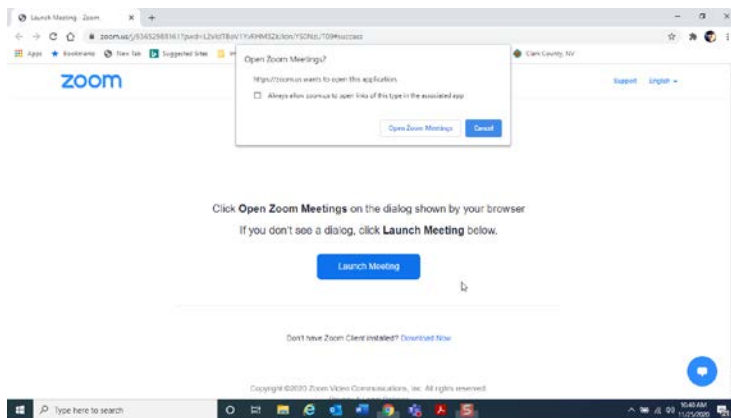 Launch Meeting - Zoom
Apps Bookmarks New Tab Suggested Sites
Clark County, NV
Open Zoom Meetings?
https://zoom.us wants to open this application.
Always allow zoom.us to open links of this type in the associated app
Open Zoom Meetings Cancel
zoom
Support English
Click Open Zoom Meetings on the dialog shown by your browser
If you don't see a dialog, click Launch Meeting below.
Launch Meeting
Don't have Zoom Client installed? Download Now
Copyright ©2020 Zoom Video Communications, Inc. All rights reserved.
Type here to search
10:40 AM
11/25/2020